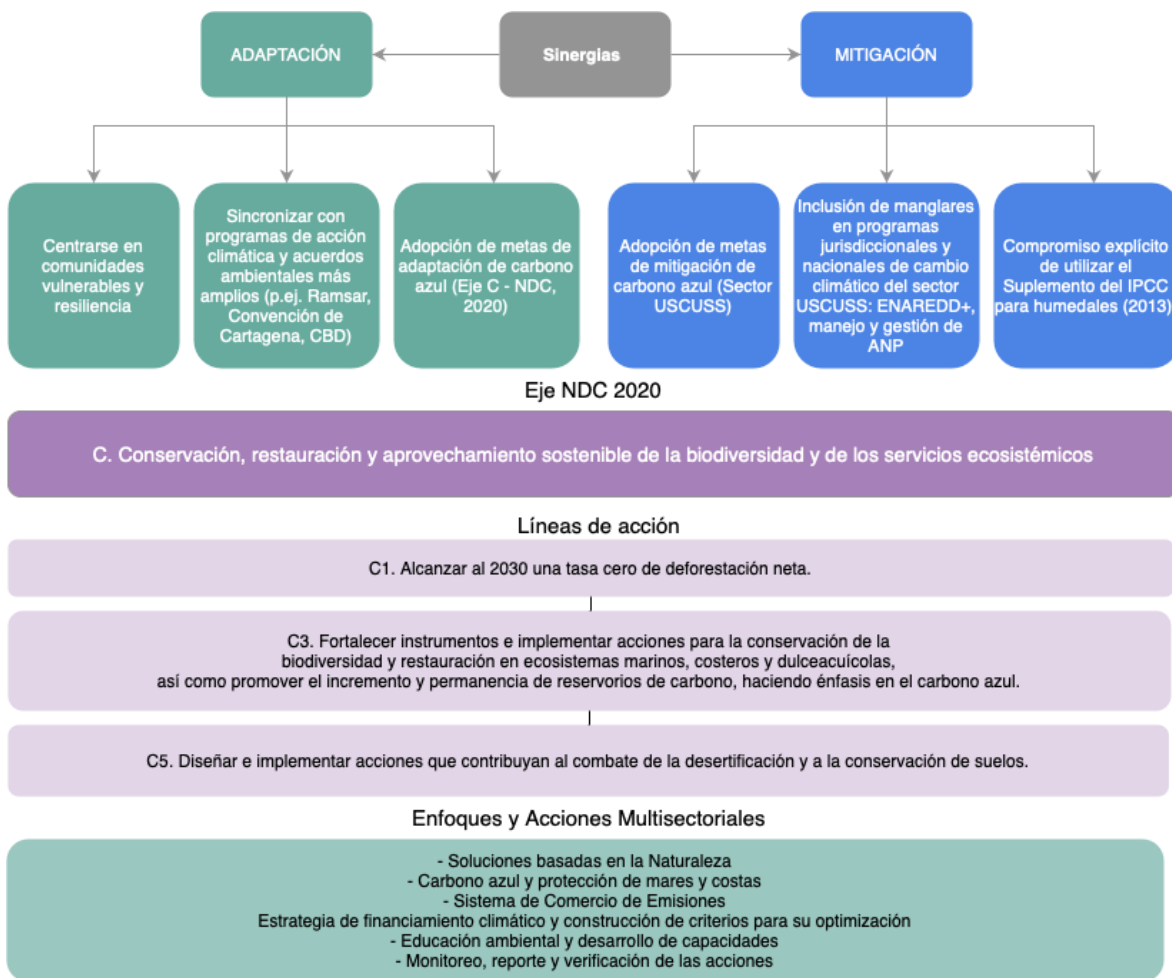 ADAPTACIÓN
Sinergias
MITIGACIÓN
Centrarse en
comunidades
vulnerables y
resiliencia
Sincronizar con
programas de acción
climática y acuerdos
ambientales más
amplios (p.ej. Ramsar,
Convención de
Cartagena, CBD)
Adopción de metas de
adaptación de carbono
azul (Eje C - NDC,
2020)
Adopción de metas
de mitigación de
carbono azul (Sector
USCUSS)
Inclusión de manglares
en programas
jurisdiccionales y
nacionales de cambio
climático del sector
USCUSS: ENAREDD+,
manejo y gestión de
ANP
Compromiso explícito
de utilizar el
Suplemento del IPCC
para humedales (2013)
Eje NDC 2020
C. Conservación, restauración y aprovechamiento sostenible de la biodiversidad y de los servicios ecosistémicos
Líneas de acción
C1. Alcanzar al 2030 una tasa cero de deforestación neta.
C3. Fortalecer instrumentos e implementar acciones para la conservación de la
biodiversidad y restauración en ecosistemas marinos, costeros y dulceacuícolas,
así como promover el incremento y permanencia de reservorios de carbono, haciendo énfasis en el carbono azul.
C5. Diseñar e implementar acciones que contribuyan al combate de la desertificación y a la conservación de suelos.
Enfoques y Acciones Multisectoriales
- Soluciones basadas en la Naturaleza
- Carbono azul y protección de mares y costas
- Sistema de Comercio de Emisiones
Estrategia de financiamiento climático y construcción de criterios para su optimización
- Educación ambiental y desarrollo de capacidades
- Monitoreo, reporte y verificación de las acciones